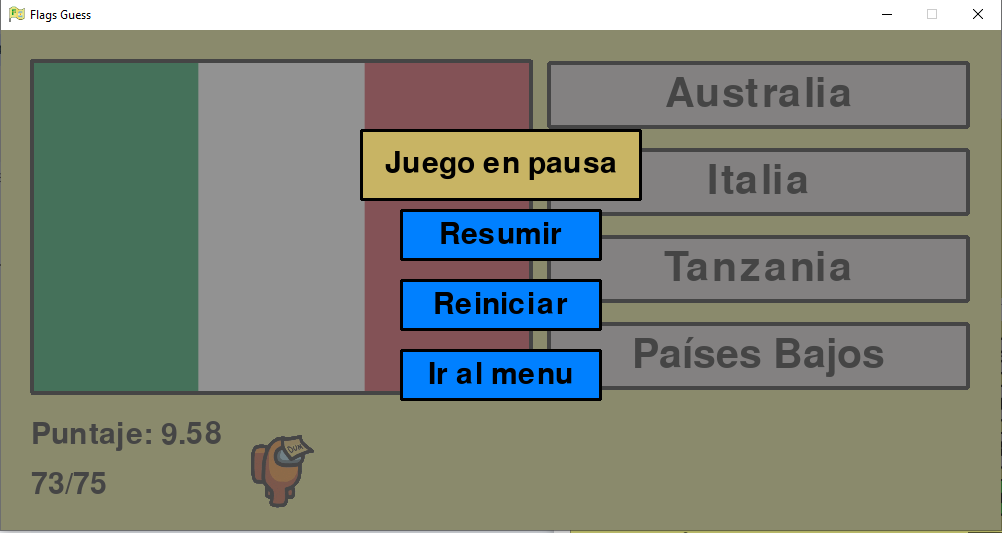 Flags Guess
Australia
Juego en pausa
Italia
Resumir
Tanzania
Reiniciar
Países Bajos
Ir al menu
Puntaje: 9.58
DUM
73/75